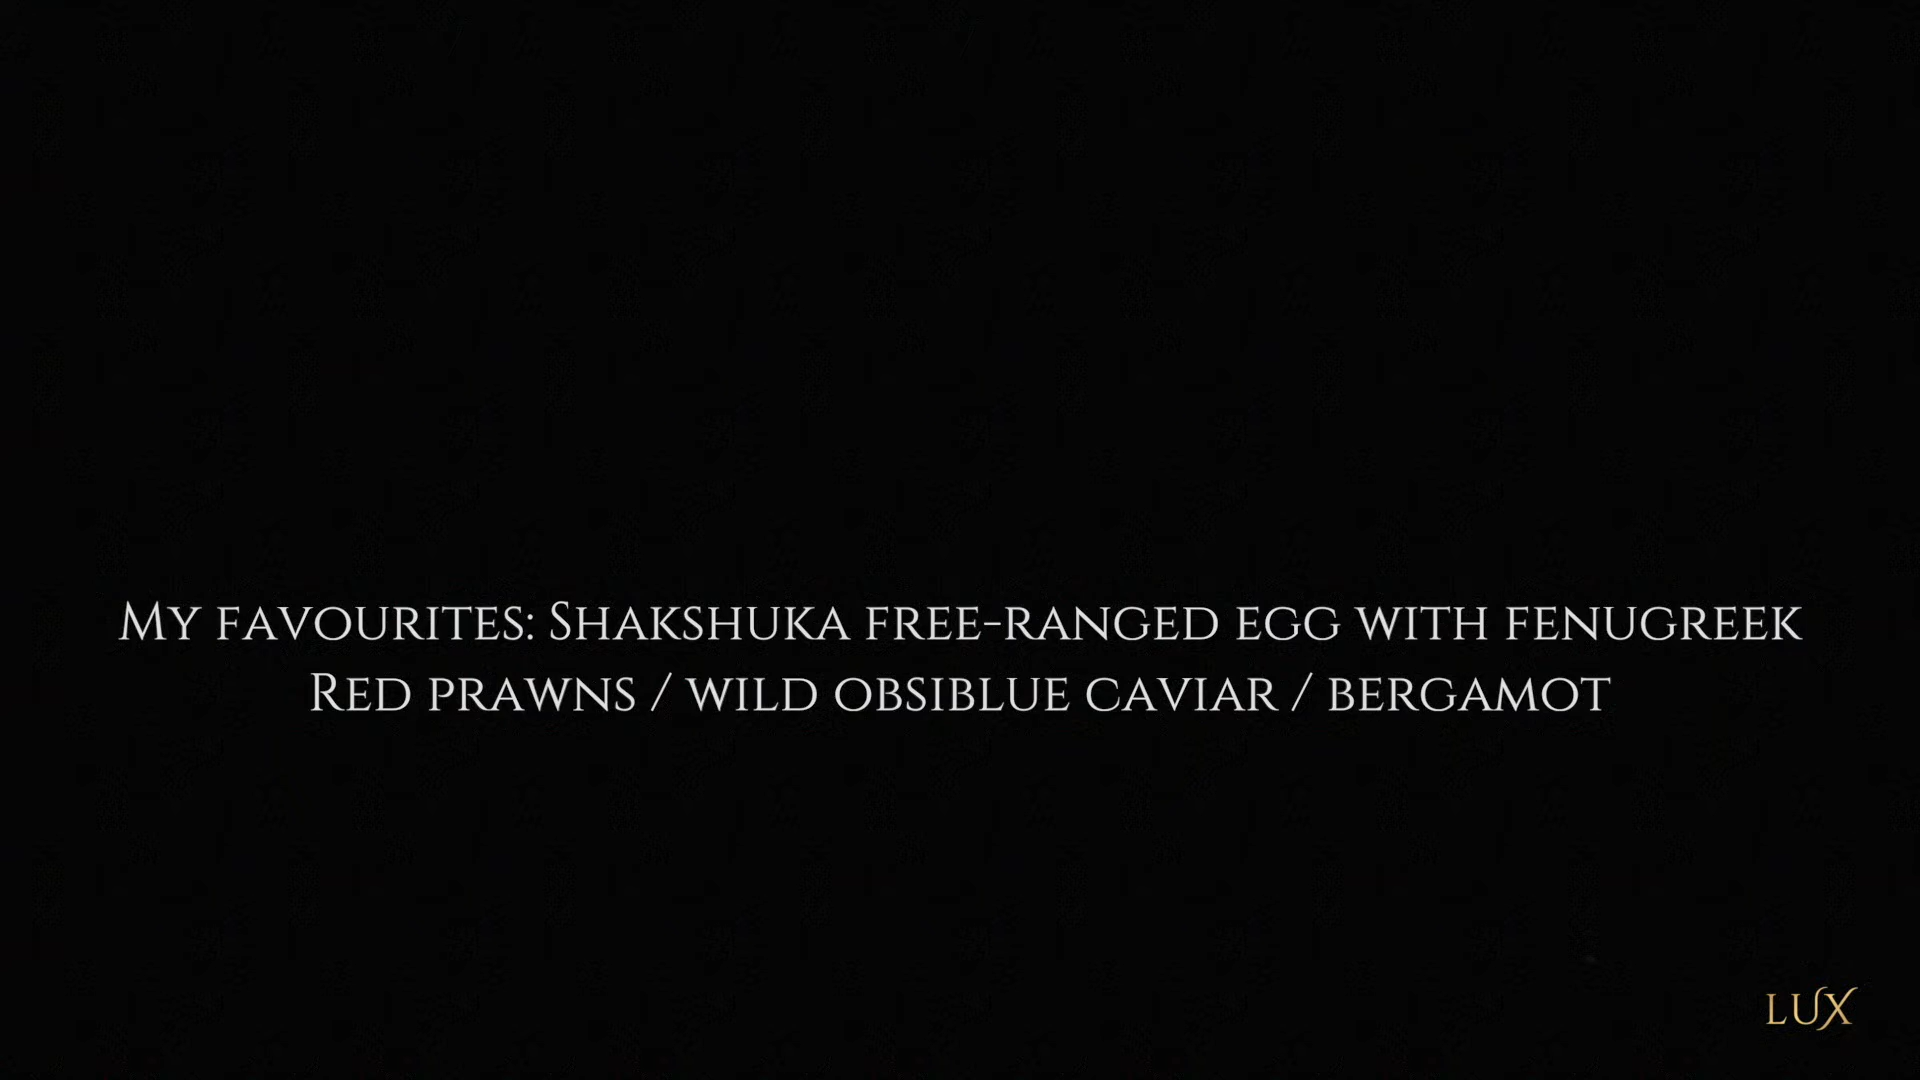 My favourites: Shakshuka free-ranged egg with fenugreek
Red prawns / wild obsiblue caviar / bergamot
LUX